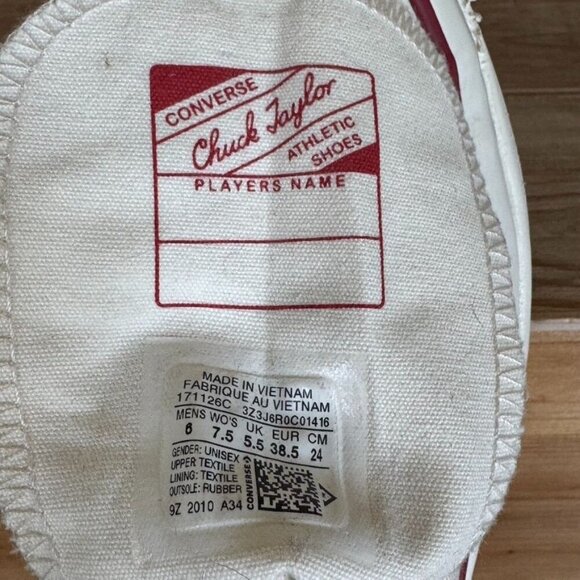 CONVERSE
Chuck Taylor
ATHLETIC
SHOES
PLAYERS NAME
MADE IN VIETNAM
FABRIQUE AU VIETNAM
171126C 3Z3J6R0C01416
MENS WO'S UK EUR CM
6 7.5 5.5 38.5 24
GENDER: UNISEX
UPPER: TEXTILE
LINING: TEXTILE
OUTSOLE: RUBBER
CONVERSE
9Z 2010 A34